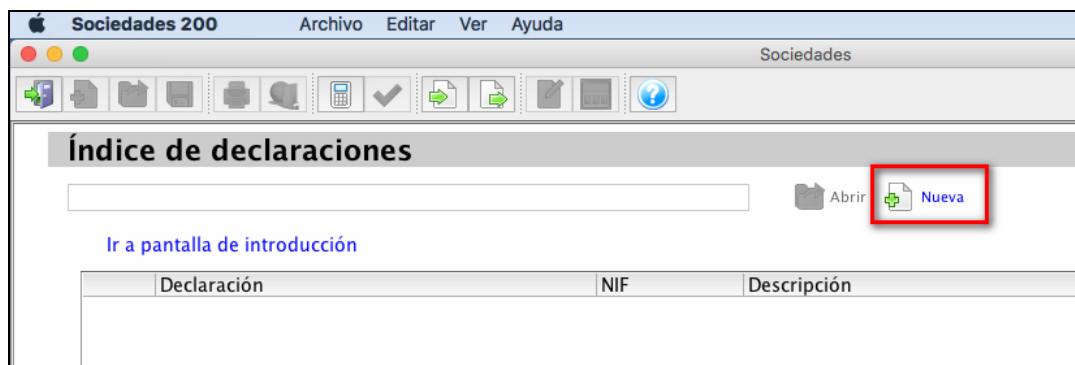 Sociedades 200 Archivo Editar Ver Ayuda
Sociedades
Índice de declaraciones
Abrir Nueva
Ir a pantalla de introducción
Declaración NIF Descripción